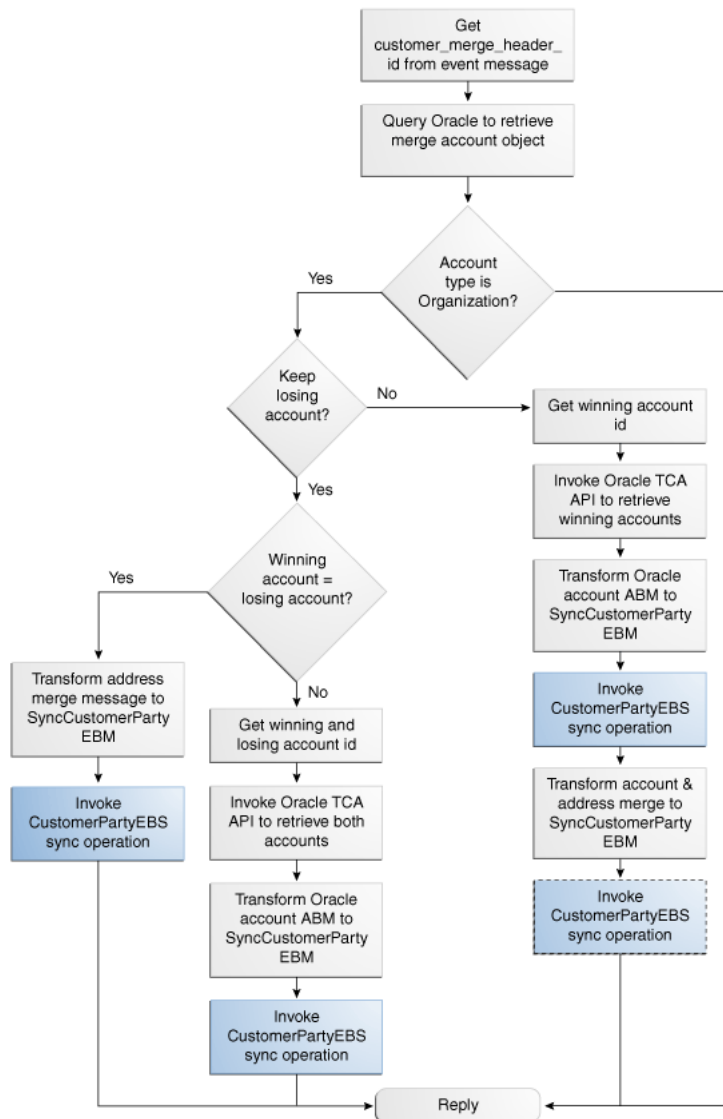 Get
customer_merge_header_
id from event message
Query Oracle to retrieve
merge account object
Account
type is
Organization?
Yes
Keep
losing
account?
No
Yes
Get winning account
id
Invoke Oracle TCA
API to retrieve
winning accounts
Transform Oracle
account ABM to
SyncCustomerParty
EBM
Invoke
CustomerPartyEBS
sync operation
Transform account &
address merge to
SyncCustomerParty
EBM
Invoke
CustomerPartyEBS
sync operation
Winning
account =
losing account?
Yes
Transform address
merge message to
SyncCustomerParty
EBM
Invoke
CustomerPartyEBS
sync operation
No
Get winning and
losing account id
Invoke Oracle TCA
API to retrieve both
accounts
Transform Oracle
account ABM to
SyncCustomerParty
EBM
Invoke
CustomerPartyEBS
sync operation
Reply